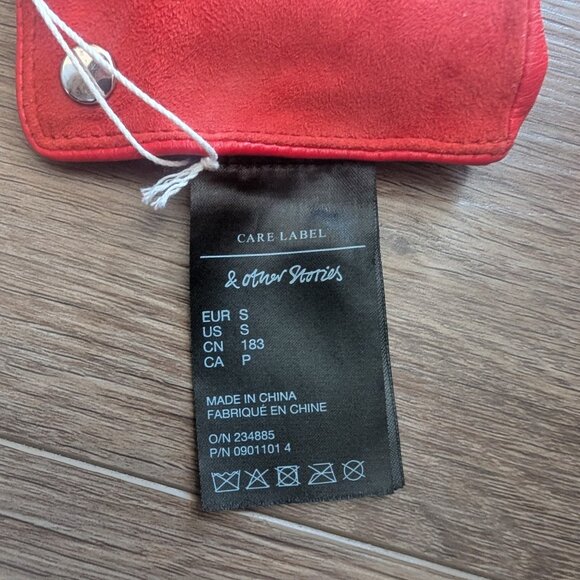 CARE LABEL
& other Stories
EUR S
US S
CN 183
CA P
MADE IN CHINA
FABRIQUÉ EN CHINE
O/N 234885
P/N 0901101 4